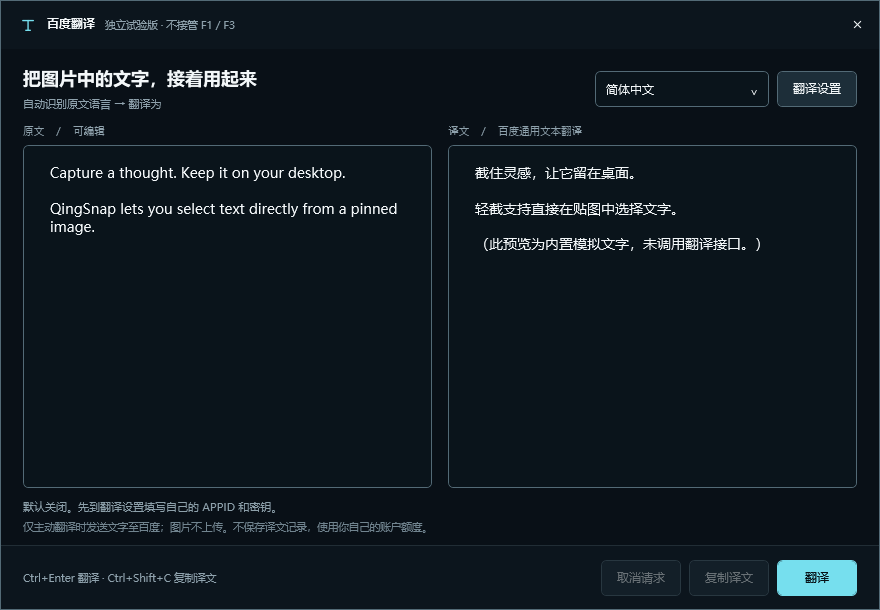 百度翻译 独立试验版 · 不接管 F1 / F3
×
把图片中的文字，接着用起来
自动识别原文语言 → 翻译为
简体中文
翻译设置
原文 / 可编辑
Capture a thought. Keep it on your desktop.
QingSnap lets you select text directly from a pinned
image.
译文 / 百度通用文本翻译
截住灵感，让它留在桌面。
轻截支持直接在贴图中选择文字。
（此预览为内置模拟文字，未调用翻译接口。）
默认关闭。先到翻译设置填写自己的 APPID 和密钥。
仅主动翻译时发送文字至百度；图片不上传。不保存译文记录，使用你自己的账户额度。
Ctrl+Enter 翻译 · Ctrl+Shift+C 复制译文
取消请求
复制译文
翻译